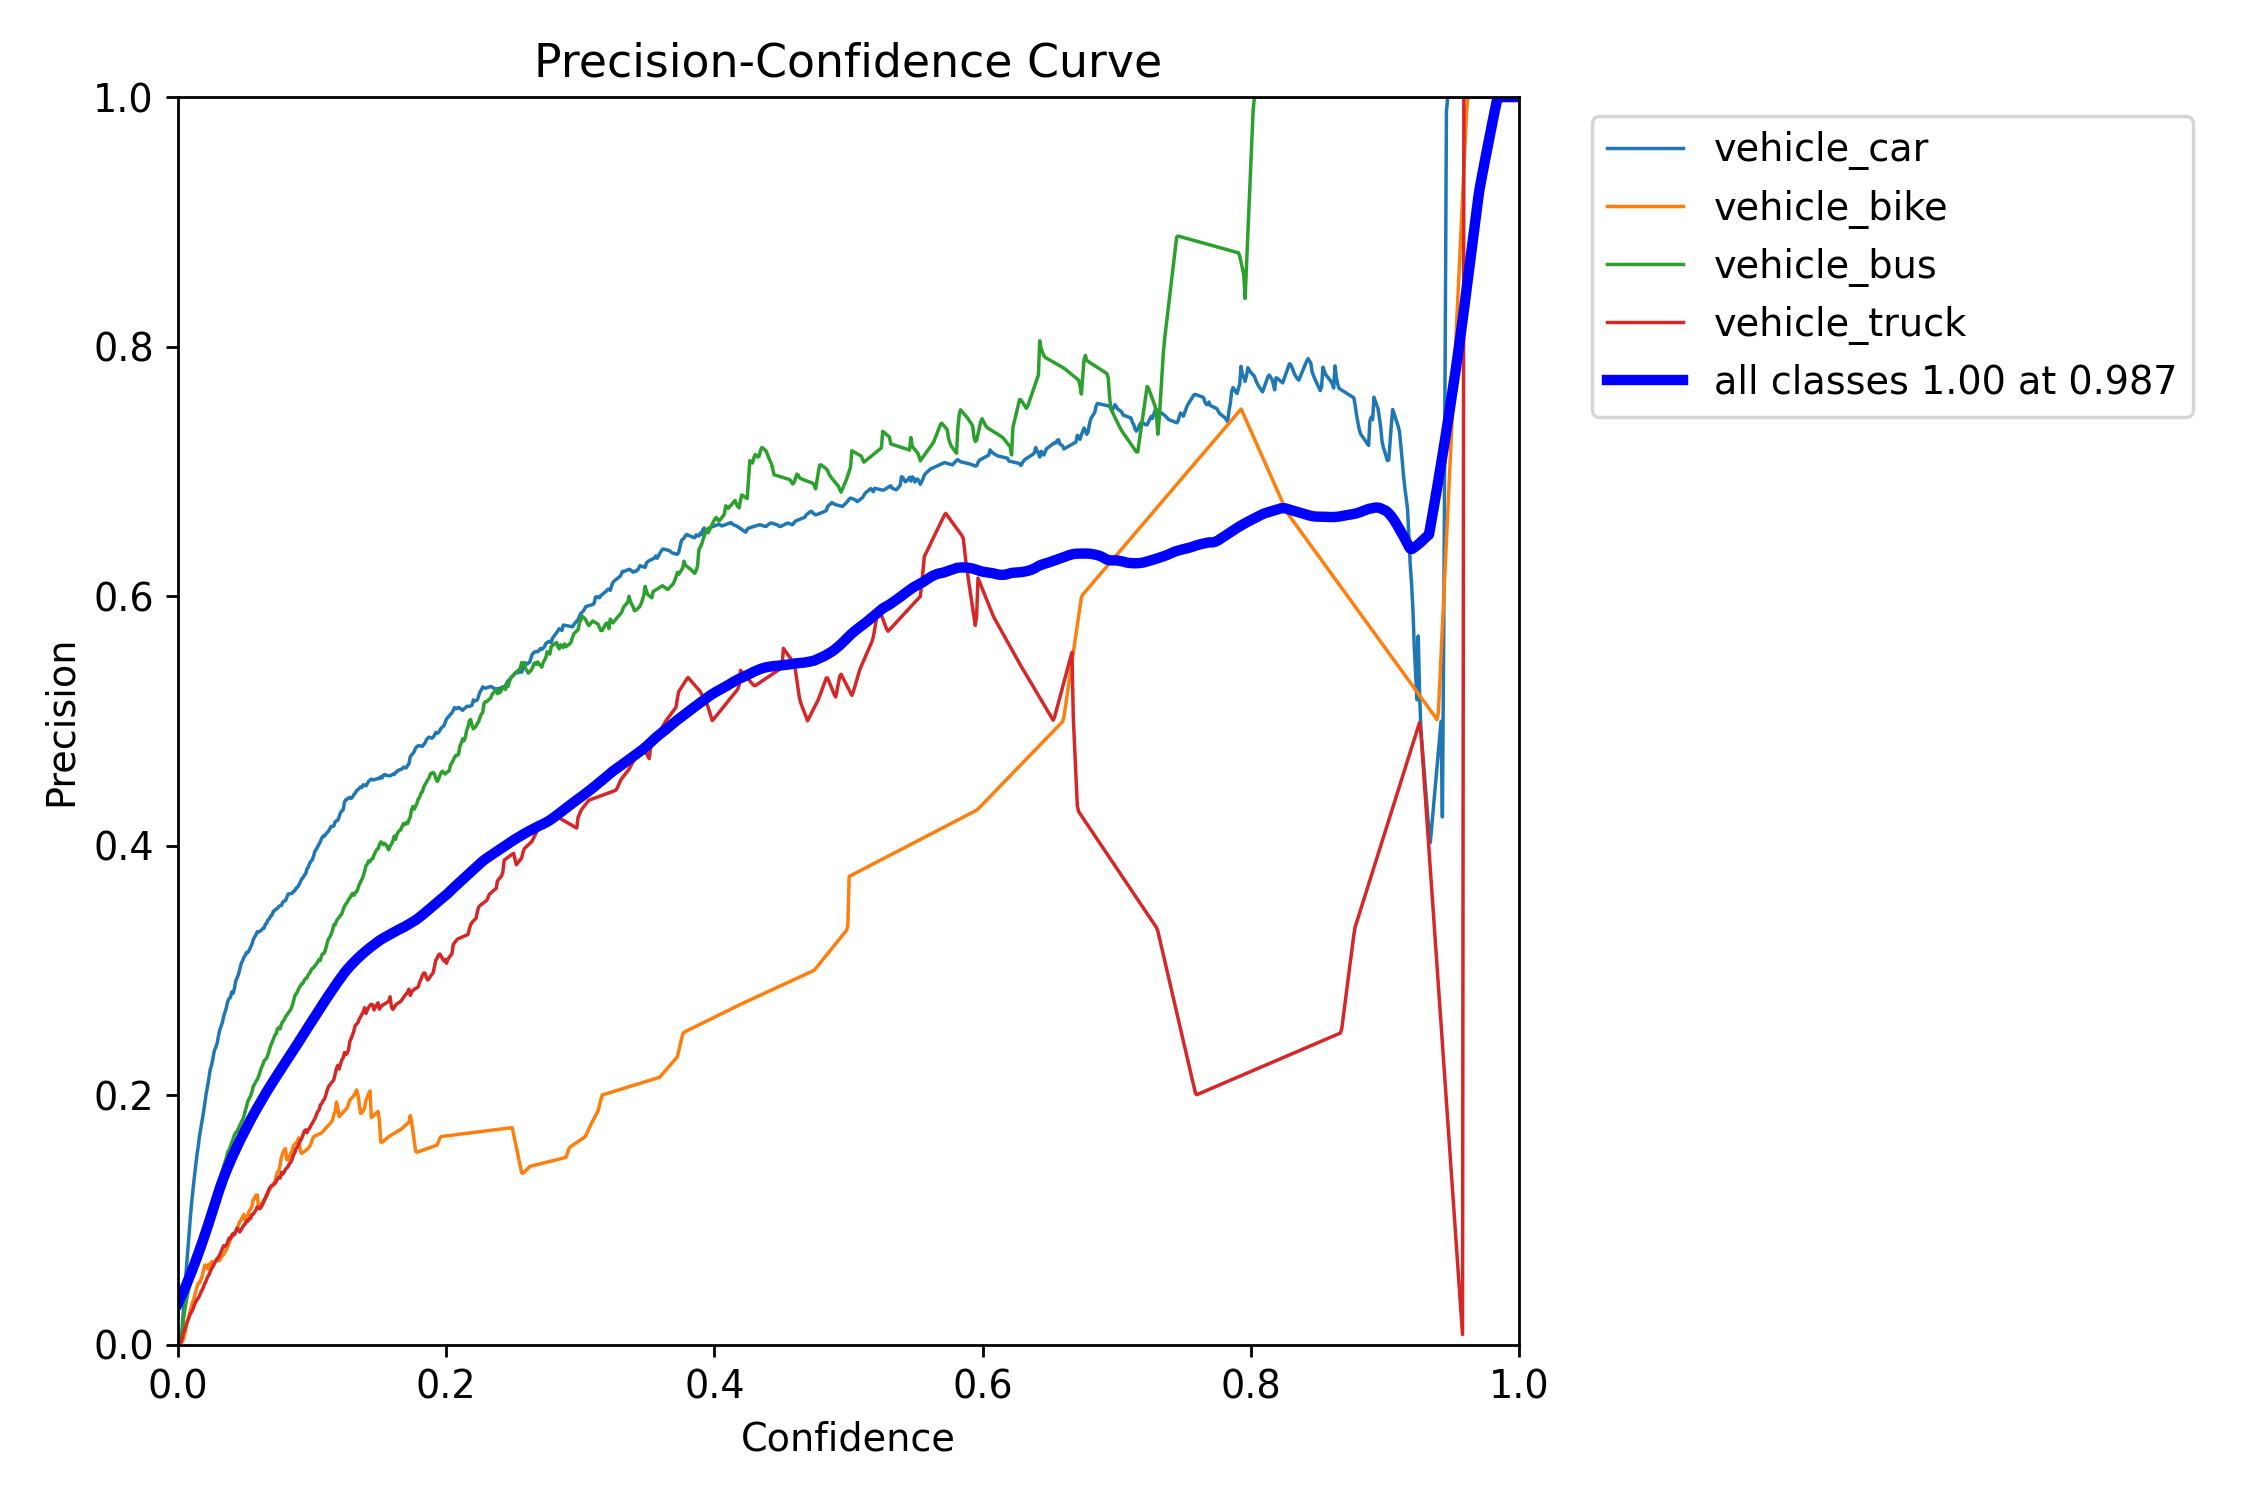 Precision-Confidence Curve
1.0
0.8
0.6
0.4
0.2
0.0
Precision
0.0 0.2 0.4 0.6 0.8 1.0
Confidence
vehicle_car
vehicle_bike
vehicle_bus
vehicle_truck
all classes 1.00 at 0.987